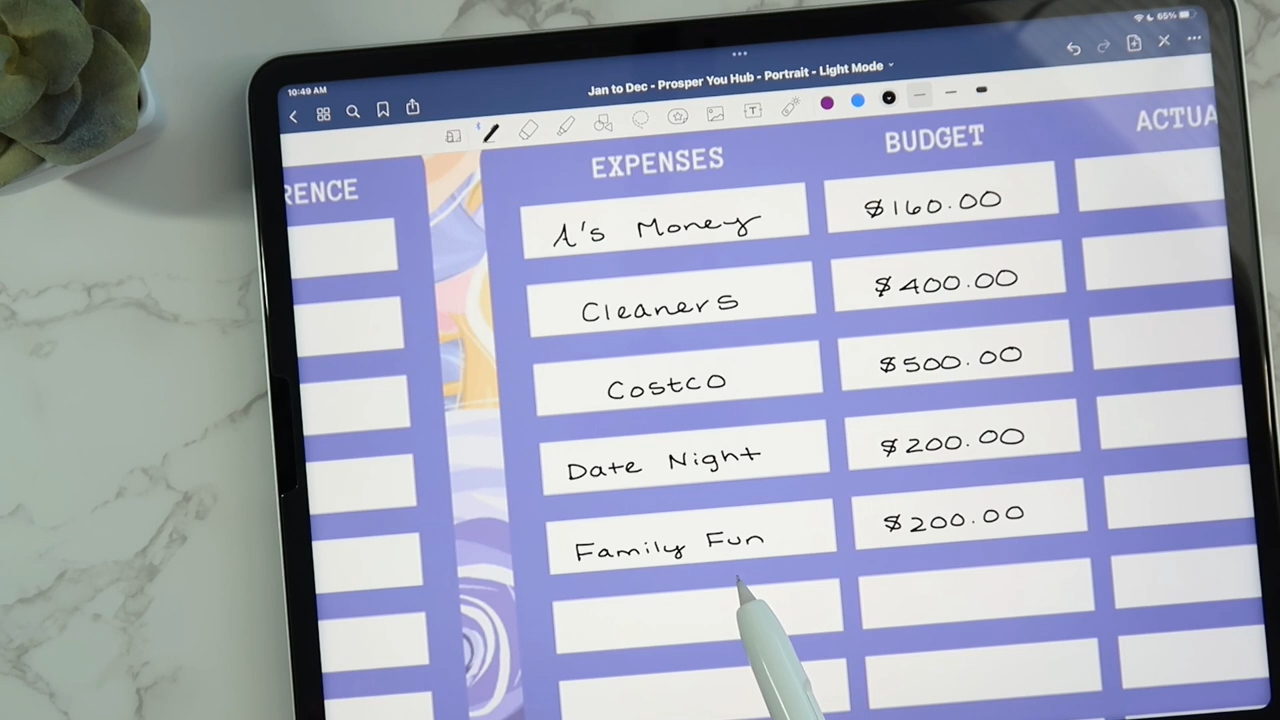 10:49 AM
65%
Jan to Dec - Prosper You Hub - Portrait - Light Mode
RENCE
EXPENSES
BUDGET
ACTUA
A's Money
$160.00
Cleaners
$400.00
Costco
$500.00
Date Night
$200.00
Family Fun
$200.00